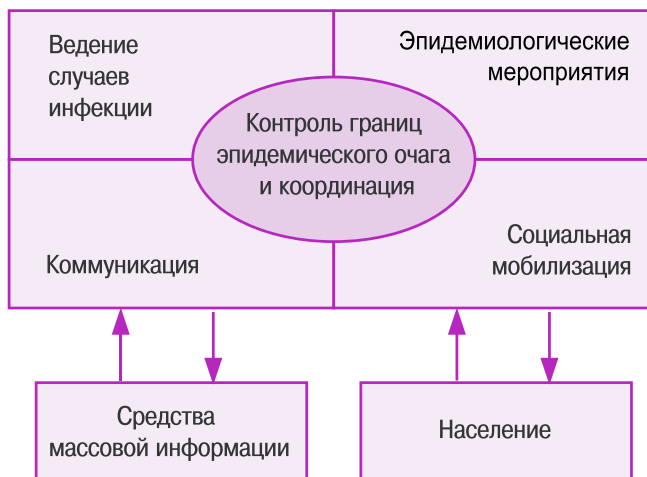 Ведение
случаев
инфекции
Эпидемиологические
мероприятия
Контроль границ
эпидемического очага
и координация
Коммуникация
Социальная
мобилизация
Средства
массовой информации
Население